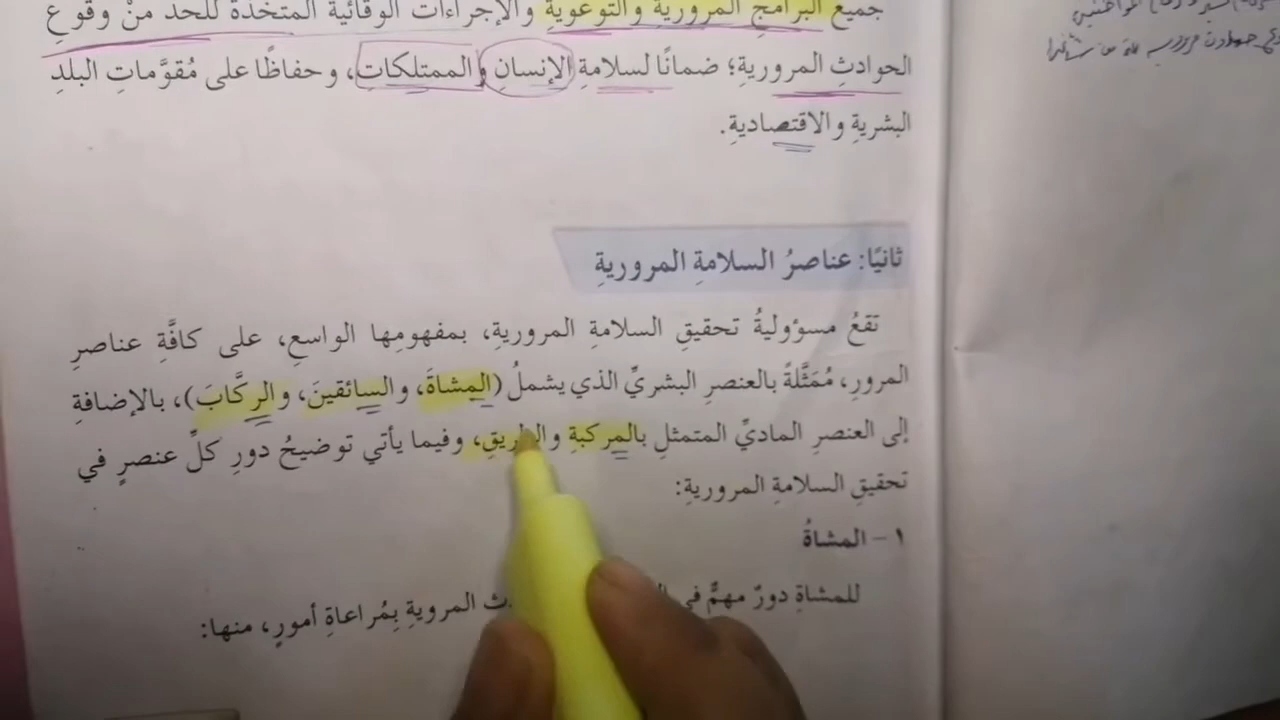 جميع البرامجِ المروريةِ والتوعويةِ والإجراءات الوقائية المتخذة للحد منْ وقوعِ
الحوادثِ المروريةِ؛ ضمانًا لسلامةِ الإنسانِ والممتلكاتِ، وحفاظًا على مُقوَّماتِ البلدِ
البشريةِ والاقتصاديةِ.
ثانيًا: عناصرُ السلامةِ المروريةِ
تقعُ مسؤوليةُ تحقيقِ السلامةِ المروريةِ، بمفهومِها الواسعِ، على كافَّةِ عناصرِ
المرورِ، مُمَثَّلةً بالعنصرِ البشريِّ الذي يشملُ (المشاةَ، والسائقينَ، والركَّابَ)، بالإضافةِ
إلى العنصرِ الماديِّ المتمثلِ بالمركبةِ والطريقِ، وفيما يأتي توضيحُ دورِ كلِّ عنصرٍ في
تحقيقِ السلامةِ المروريةِ:
١ - المشاةُ
للمشاةِ دورٌ مهمٌّ في المرويةِ بِمُراعاةِ أمورٍ، منها: